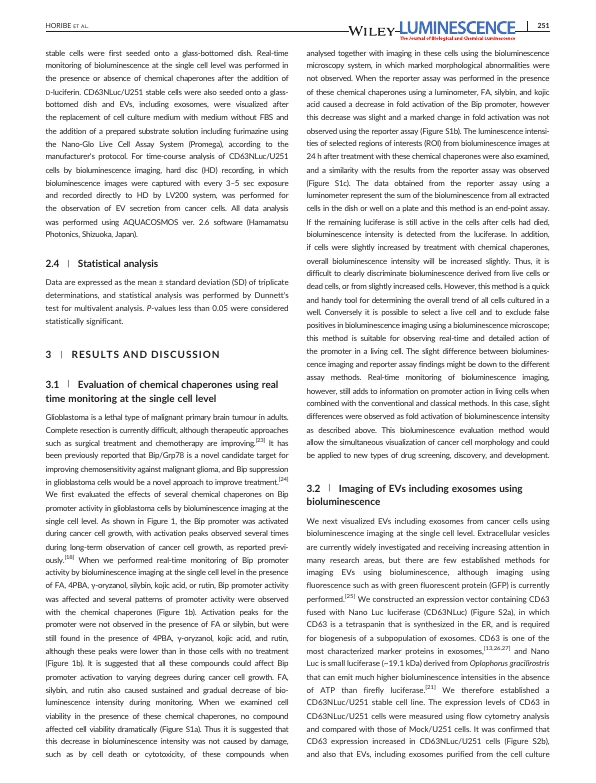 HORIBE ET AL.
WILEY LUMINESCENCE
The Journal of Biological and Chemical Luminescence
251
stable cells were first seeded onto a glass-bottomed dish. Real-time
monitoring of bioluminescence at the single cell level was performed in
the presence or absence of chemical chaperones after the addition of
D-luciferin. CD63NLuc/U251 stable cells were also seeded onto a glass-
bottomed dish and EVs, including exosomes, were visualized after
the replacement of cell culture medium with medium without FBS and
the addition of a prepared substrate solution including furimazine using
the Nano-Glo Live Cell Assay System (Promega), according to the
manufacturer's protocol. For time-course analysis of CD63NLuc/U251
cells by bioluminescence imaging, hard disc (HD) recording, in which
bioluminescence images were captured with every 3–5 sec exposure
and recorded directly to HD by LV200 system, was performed for
the observation of EV secretion from cancer cells. All data analysis
was performed using AQUACOSMOS ver. 2.6 software (Hamamatsu
Photonics, Shizuoka, Japan).
2.4 | Statistical analysis
Data are expressed as the mean ± standard deviation (SD) of triplicate
determinations, and statistical analysis was performed by Dunnett's
test for multivalent analysis. P-values less than 0.05 were considered
statistically significant.
3 | RESULTS AND DISCUSSION
3.1 | Evaluation of chemical chaperones using real
time monitoring at the single cell level
Glioblastoma is a lethal type of malignant primary brain tumour in adults.
Complete resection is currently difficult, although therapeutic approaches
such as surgical treatment and chemotherapy are improving.[23] It has
been previously reported that Bip/Grp78 is a novel candidate target for
improving chemosensitivity against malignant glioma, and Bip suppression
in glioblastoma cells would be a novel approach to improve treatment.[24]
We first evaluated the effects of several chemical chaperones on Bip
promoter activity in glioblastoma cells by bioluminescence imaging at the
single cell level. As shown in Figure 1, the Bip promoter was activated
during cancer cell growth, with activation peaks observed several times
during long-term observation of cancer cell growth, as reported previ-
ously.[18] When we performed real-time monitoring of Bip promoter
activity by bioluminescence imaging at the single cell level in the presence
of FA, 4PBA, γ-oryzanol, silybin, kojic acid, or rutin, Bip promoter activity
was affected and several patterns of promoter activity were observed
with the chemical chaperones (Figure 1b). Activation peaks for the
promoter were not observed in the presence of FA or silybin, but were
still found in the presence of 4PBA, γ-oryzanol, kojic acid, and rutin,
although these peaks were lower than in those cells with no treatment
(Figure 1b). It is suggested that all these compounds could affect Bip
promoter activation to varying degrees during cancer cell growth. FA,
silybin, and rutin also caused sustained and gradual decrease of bio-
luminescence intensity during monitoring. When we examined cell
viability in the presence of these chemical chaperones, no compound
affected cell viability dramatically (Figure S1a). Thus it is suggested that
this decrease in bioluminescence intensity was not caused by damage,
such as by cell death or cytotoxicity, of these compounds when
analysed together with imaging in these cells using the bioluminescence
microscopy system, in which marked morphological abnormalities were
not observed. When the reporter assay was performed in the presence
of these chemical chaperones using a luminometer, FA, silybin, and kojic
acid caused a decrease in fold activation of the Bip promoter, however
this decrease was slight and a marked change in fold activation was not
observed using the reporter assay (Figure S1b). The luminescence intensi-
ties of selected regions of interests (ROI) from bioluminescence images at
24 h after treatment with these chemical chaperones were also examined,
and a similarity with the results from the reporter assay was observed
(Figure S1c). The data obtained from the reporter assay using a
luminometer represent the sum of the bioluminescence from all extracted
cells in the dish or well on a plate and this method is an end-point assay.
If the remaining luciferase is still active in the cells after cells had died,
bioluminescence intensity is detected from the luciferase. In addition,
if cells were slightly increased by treatment with chemical chaperones,
overall bioluminescence intensity will be increased slightly. Thus, it is
difficult to clearly discriminate bioluminescence derived from live cells or
dead cells, or from slightly increased cells. However, this method is a quick
and handy tool for determining the overall trend of all cells cultured in a
well. Conversely it is possible to select a live cell and to exclude false
positives in bioluminescence imaging using a bioluminescence microscope;
this method is suitable for observing real-time and detailed action of
the promoter in a living cell. The slight difference between biolumines-
cence imaging and reporter assay findings might be down to the different
assay methods. Real-time monitoring of bioluminescence imaging,
however, still adds to information on promoter action in living cells when
combined with the conventional and classical methods. In this case, slight
differences were observed as fold activation of bioluminescence intensity
as described above. This bioluminescence evaluation method would
allow the simultaneous visualization of cancer cell morphology and could
be applied to new types of drug screening, discovery, and development.
3.2 | Imaging of EVs including exosomes using
bioluminescence
We next visualized EVs including exosomes from cancer cells using
bioluminescence imaging at the single cell level. Extracellular vesicles
are currently widely investigated and receiving increasing attention in
many research areas, but there are few established methods for
imaging EVs using bioluminescence, although imaging using
fluorescence such as with green fluorescent protein (GFP) is currently
performed.[25] We constructed an expression vector containing CD63
fused with Nano Luc luciferase (CD63NLuc) (Figure S2a), in which
CD63 is a tetraspanin that is synthesized in the ER, and is required
for biogenesis of a subpopulation of exosomes. CD63 is one of the
most characterized marker proteins in exosomes,[13,26,27] and Nano
Luc is small luciferase (~19.1 kDa) derived from Oplophorus gracilirostris
that can emit much higher bioluminescence intensities in the absence
of ATP than firefly luciferase.[21] We therefore established a
CD63NLuc/U251 stable cell line. The expression levels of CD63 in
CD63NLuc/U251 cells were measured using flow cytometry analysis
and compared with those of Mock/U251 cells. It was confirmed that
CD63 expression increased in CD63NLuc/U251 cells (Figure S2b),
and also that EVs, including exosomes purified from the cell culture